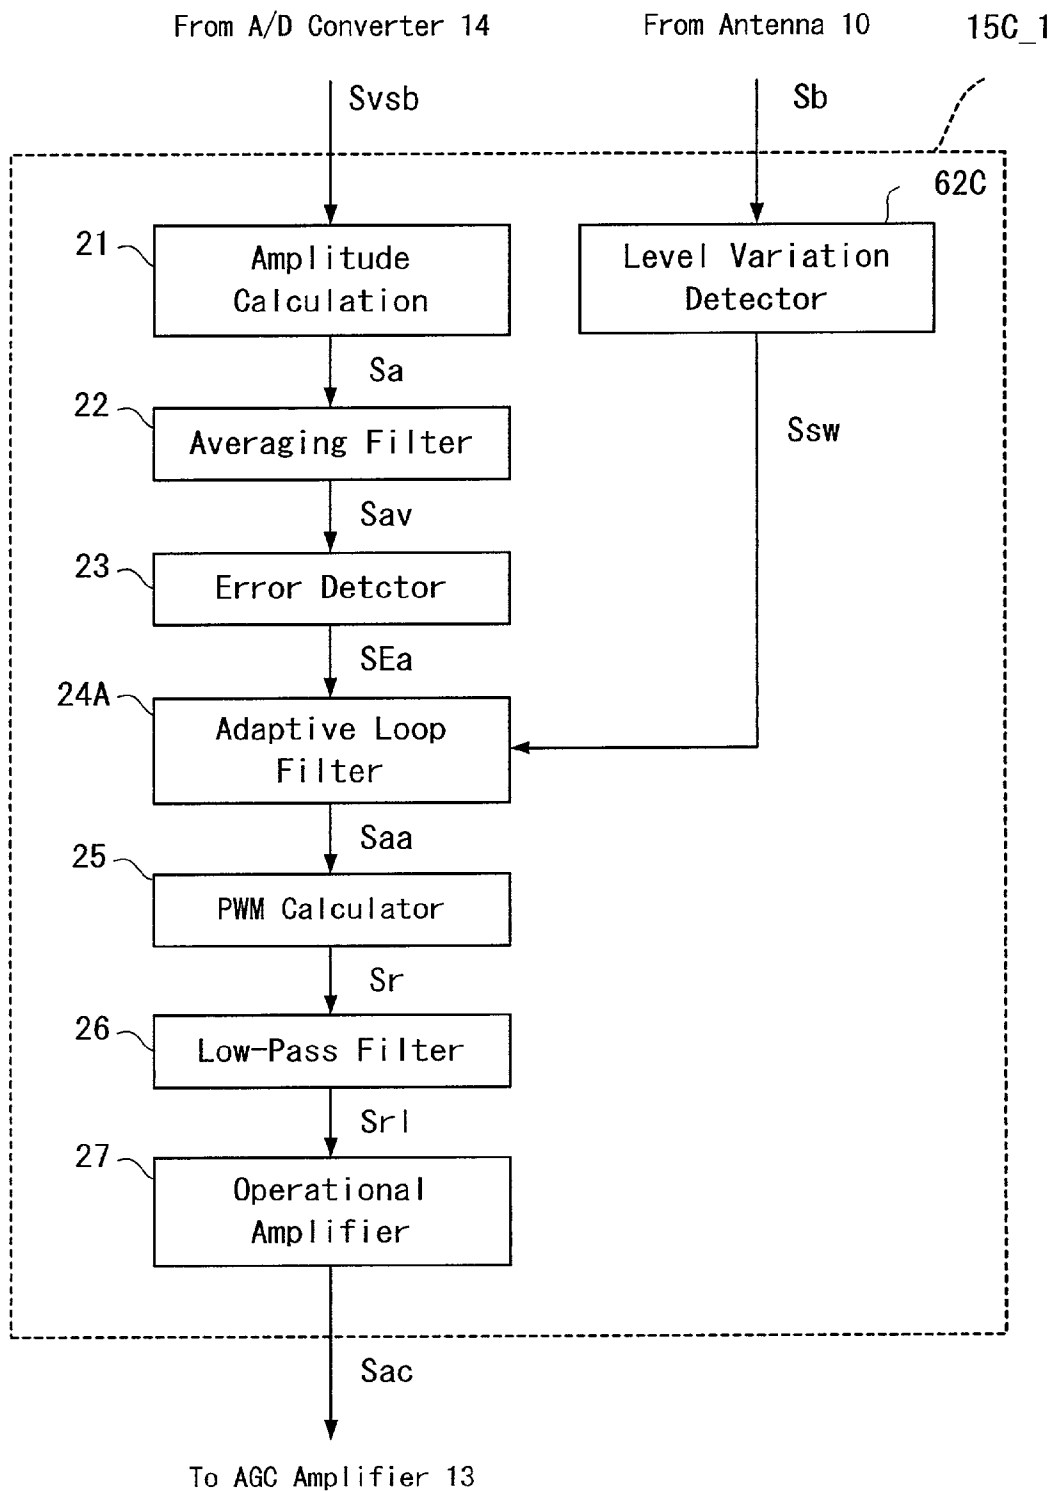 From A/D Converter 14
From Antenna 10
15C_1
Svsb
Sb
62C
21
Amplitude
Calculation
Level Variation
Detector
Sa
22
Averaging Filter
Ssw
Sav
23
Error Detctor
SEa
24A
Adaptive Loop
Filter
Saa
25
PWM Calculator
Sr
26
Low-Pass Filter
Srl
27
Operational
Amplifier
Sac
To AGC Amplifier 13